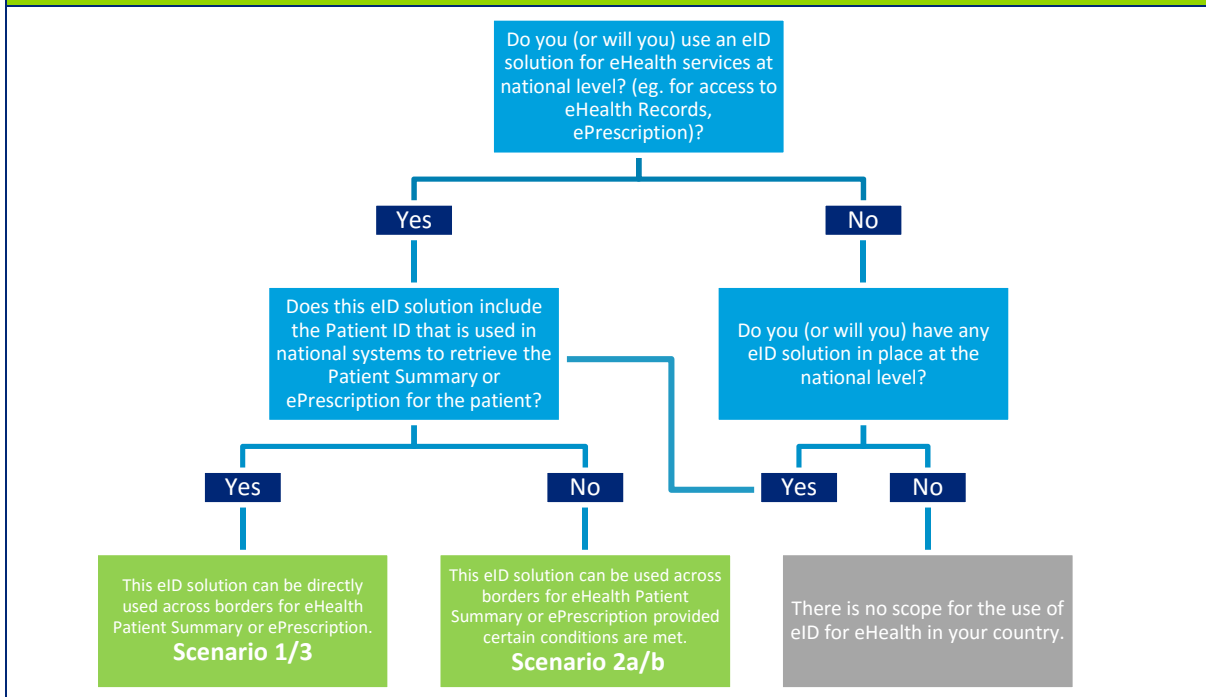 Do you (or will you) use an eID
solution for eHealth services at
national level? (eg. for access to
eHealth Records,
ePrescription)?
Yes
No
Does this eID solution include
the Patient ID that is used in
national systems to retrieve the
Patient Summary or
ePrescription for the patient?
Do you (or will you) have any
eID solution in place at the
national level?
Yes
No
Yes
No
This eID solution can be directly
used across borders for eHealth
Patient Summary or ePrescription.
Scenario 1/3
This eID solution can be used across
borders for eHealth Patient
Summary or ePrescription provided
certain conditions are met.
Scenario 2a/b
There is no scope for the use of
eID for eHealth in your country.